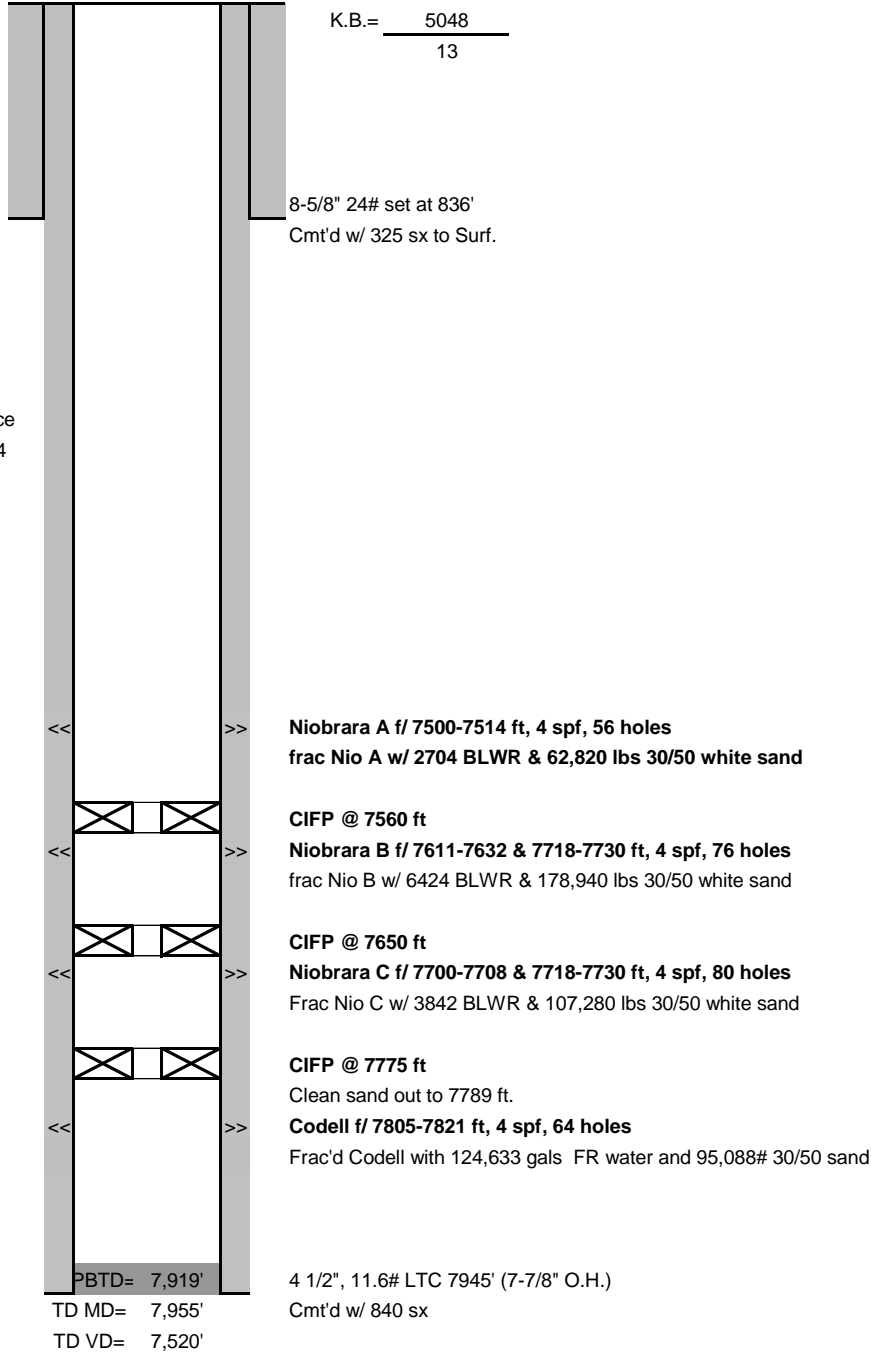 K.B.= 5048
13
8-5/8" 24# set at 836'
Cmt'd w/ 325 sx to Surf.
ce
4
<< >> Niobrara A f/ 7500-7514 ft, 4 spf, 56 holes
frac Nio A w/ 2704 BLWR & 62,820 lbs 30/50 white sand
CIFP @ 7560 ft
<< >> Niobrara B f/ 7611-7632 & 7718-7730 ft, 4 spf, 76 holes
frac Nio B w/ 6424 BLWR & 178,940 lbs 30/50 white sand
CIFP @ 7650 ft
<< >> Niobrara C f/ 7700-7708 & 7718-7730 ft, 4 spf, 80 holes
Frac Nio C w/ 3842 BLWR & 107,280 lbs 30/50 white sand
CIFP @ 7775 ft
Clean sand out to 7789 ft.
<< >> Codell f/ 7805-7821 ft, 4 spf, 64 holes
Frac'd Codell with 124,633 gals FR water and 95,088# 30/50 sand
PBTD= 7,919' 4 1/2", 11.6# LTC 7945' (7-7/8" O.H.)
TD MD= 7,955' Cmt'd w/ 840 sx
TD VD= 7,520'